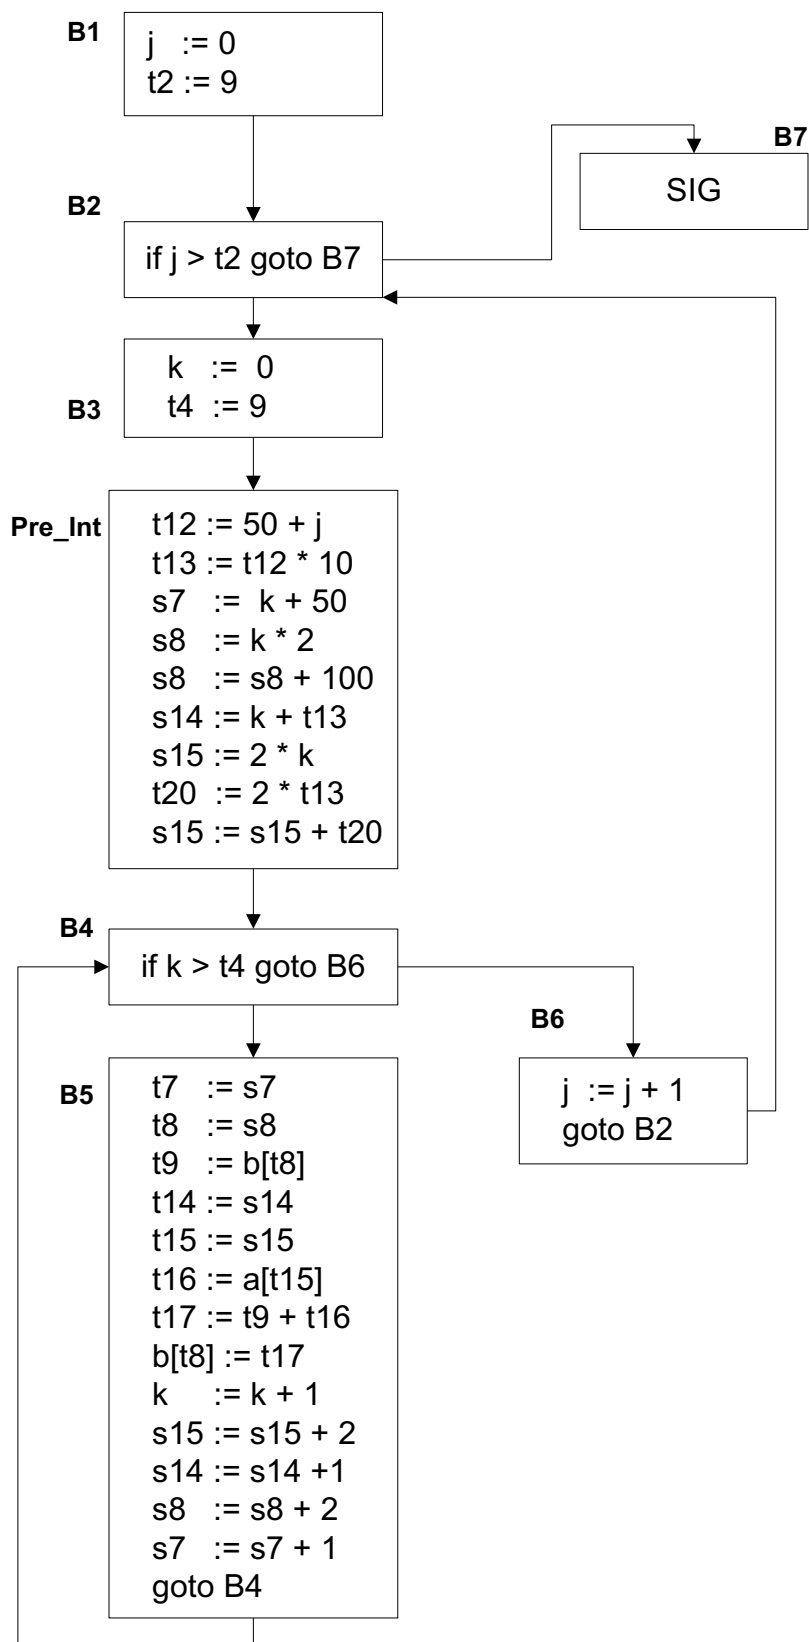 B1
j := 0
t2 := 9
B7
SIG
B2
if j > t2 goto B7
B3
k := 0
t4 := 9
Pre_Int
t12 := 50 + j
t13 := t12 * 10
s7 := k + 50
s8 := k * 2
s8 := s8 + 100
s14 := k + t13
s15 := 2 * k
t20 := 2 * t13
s15 := s15 + t20
B4
if k > t4 goto B6
B6
j := j + 1
goto B2
B5
t7 := s7
t8 := s8
t9 := b[t8]
t14 := s14
t15 := s15
t16 := a[t15]
t17 := t9 + t16
b[t8] := t17
k := k + 1
s15 := s15 + 2
s14 := s14 +1
s8 := s8 + 2
s7 := s7 + 1
goto B4